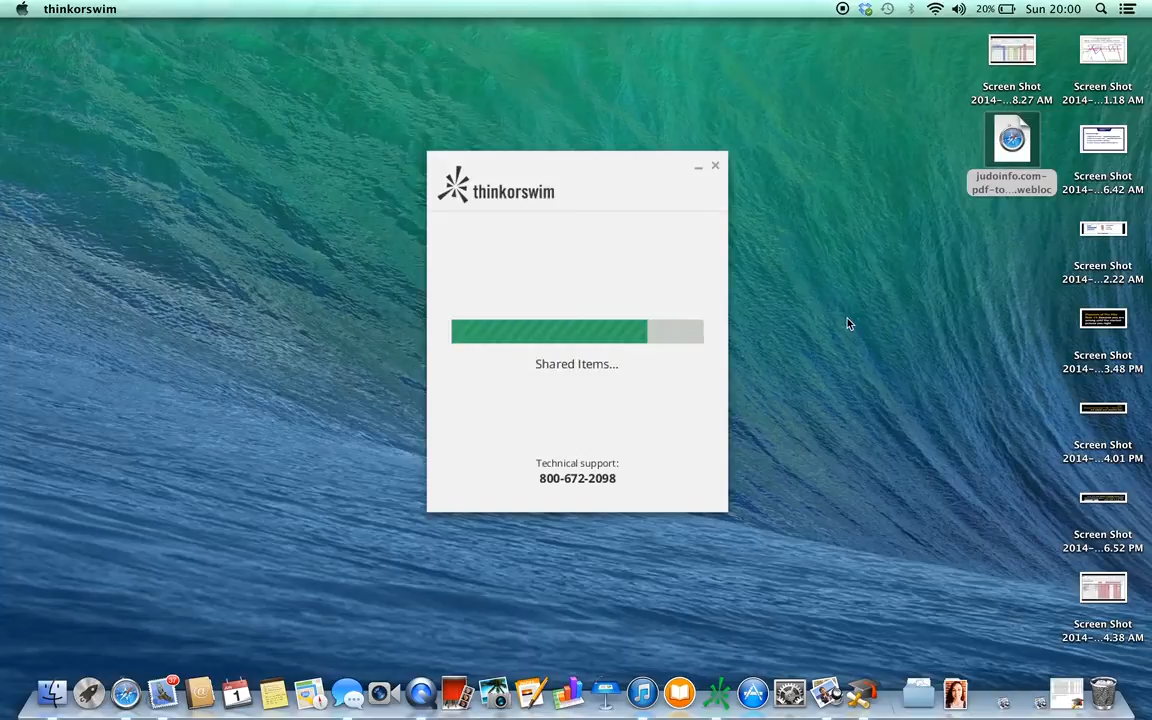 thinkorswim
20%
Sun 20:00
Screen Shot
2014-...8.27 AM
Screen Shot
2014-...1.18 AM
judoinfo.com-
pdf-to....webloc
Screen Shot
2014-...6.42 AM
thinkorswim
Screen Shot
2014-...2.22 AM
Shared Items...
Screen Shot
2014-...3.48 PM
Screen Shot
2014-...4.01 PM
Technical support:
800-672-2098
Screen Shot
2014-...6.52 PM
Screen Shot
2014-...4.38 AM
37
1